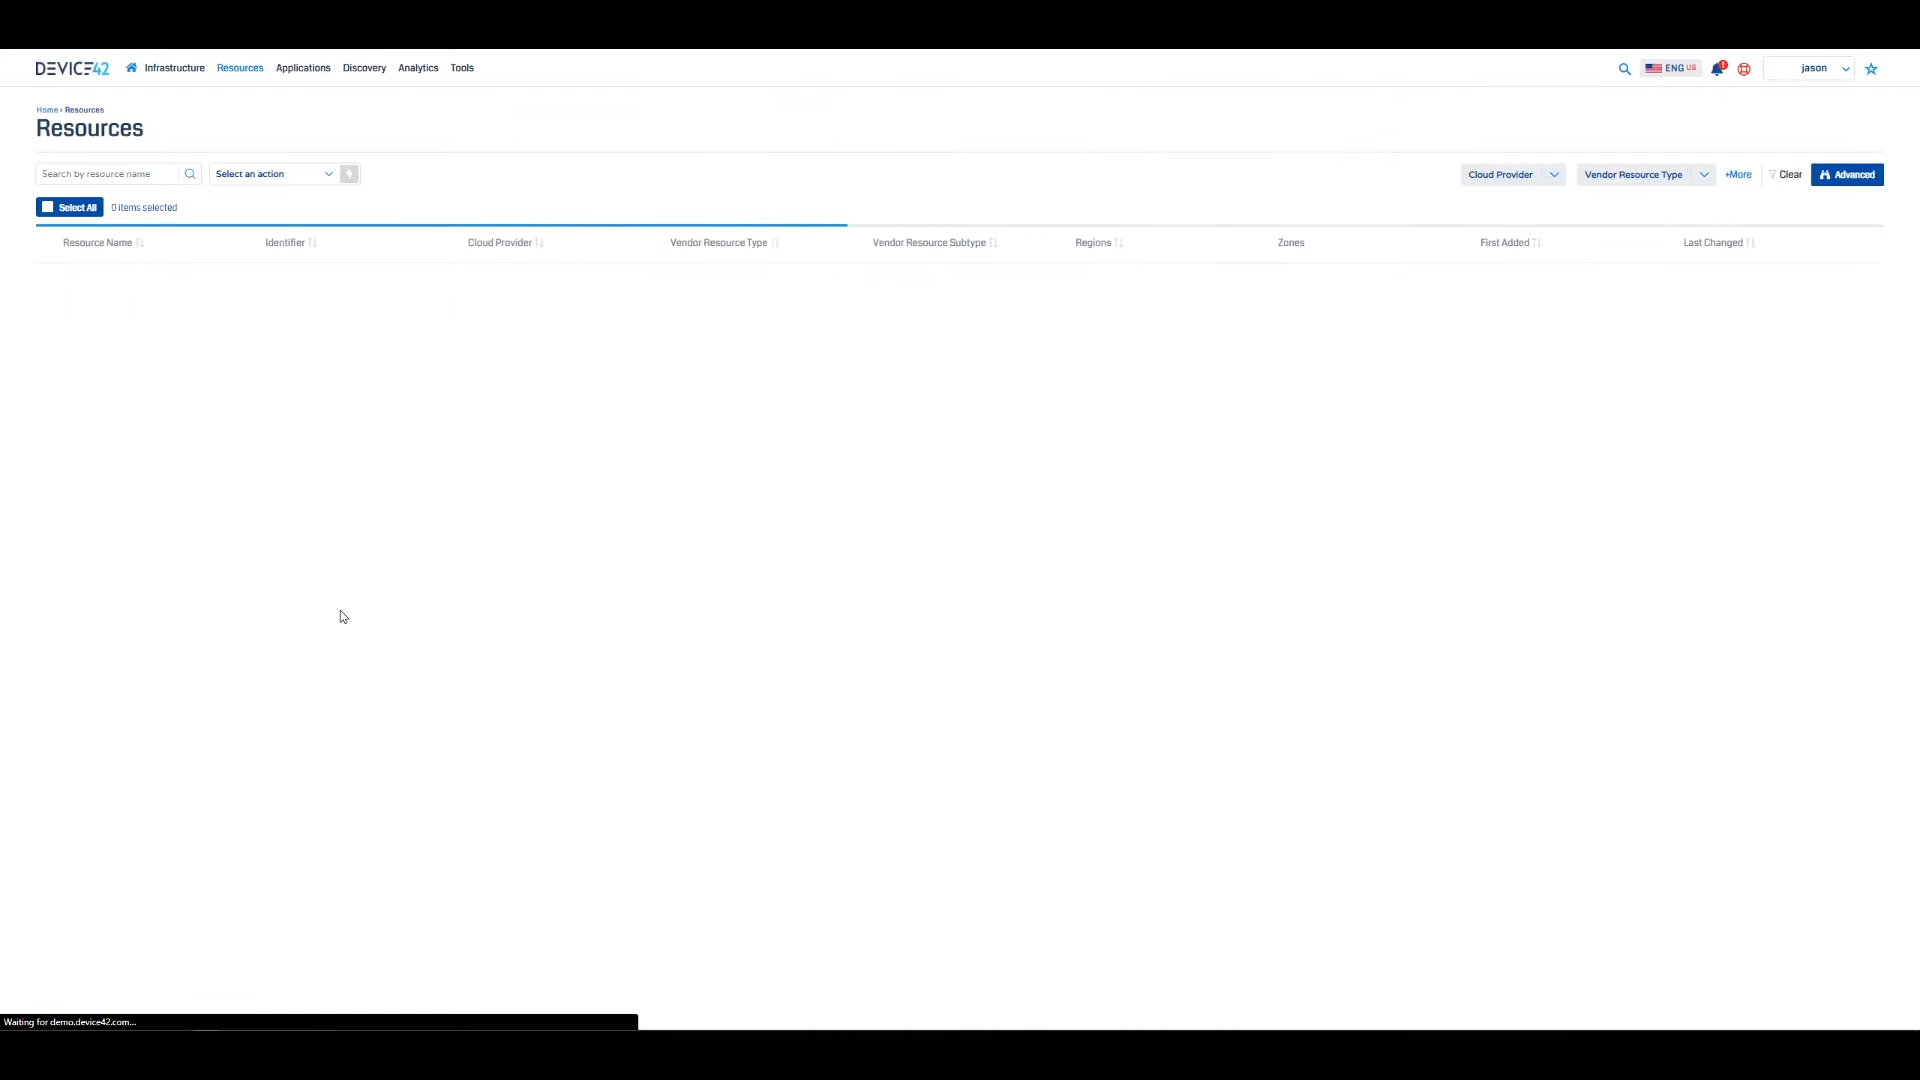 DEVICE42 Infrastructure Resources Applications Discovery Analytics Tools ENG US ! jason
Home › Resources
Resources
Search by resource name Select an action Cloud Provider Vendor Resource Type +More Clear Advanced
Select All 0 items selected
Resource Name Identifier Cloud Provider Vendor Resource Type Vendor Resource Subtype Regions Zones First Added Last Changed
Waiting for demo.device42.com...